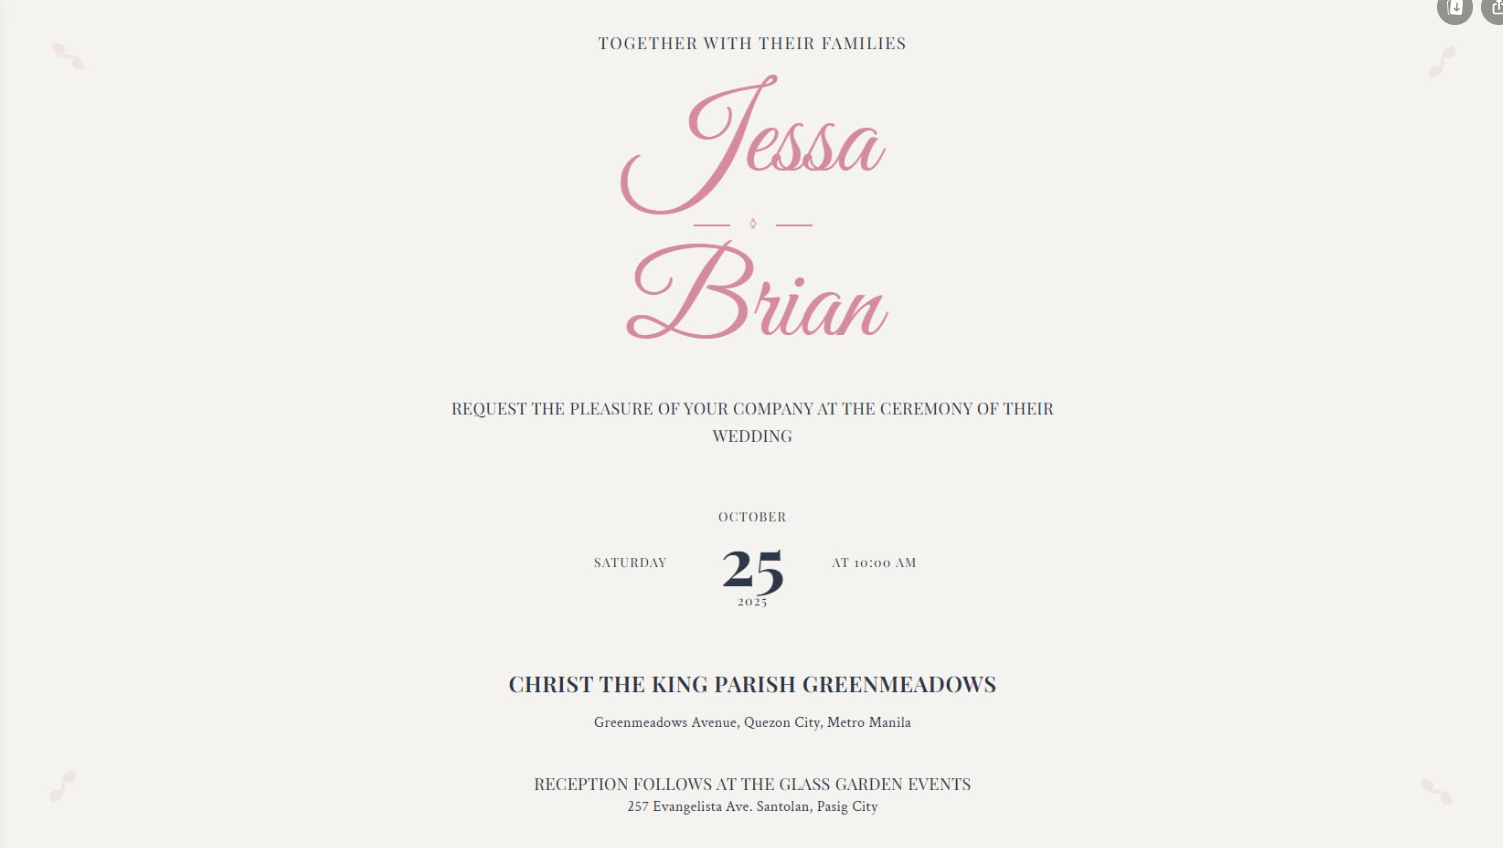 TOGETHER WITH THEIR FAMILIES
Jessa
Brian
REQUEST THE PLEASURE OF YOUR COMPANY AT THE CEREMONY OF THEIR
WEDDING
OCTOBER
SATURDAY 25 AT 10:00 AM
2025
CHRIST THE KING PARISH GREENMEADOWS
Greenmeadows Avenue, Quezon City, Metro Manila
RECEPTION FOLLOWS AT THE GLASS GARDEN EVENTS
257 Evangelista Ave. Santolan, Pasig City